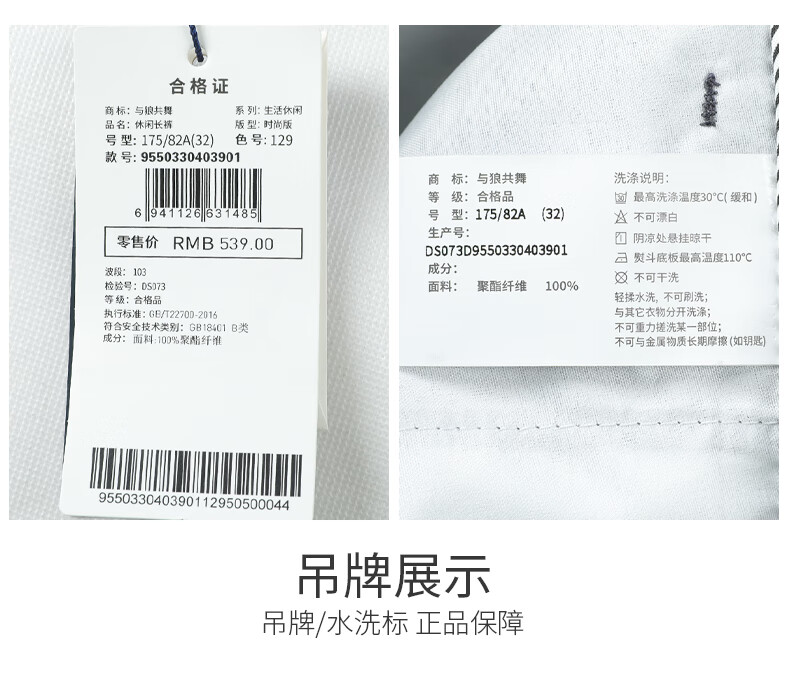 合格证
商标: 与狼共舞 系列: 生活休闲
品名: 休闲长裤 版型: 时尚版
号型: 175/82A(32) 色号: 129
款号: 9550330403901
6 941126 631485
零售价 RMB 539.00
波段: 103
检验号: DS073
等级: 合格品
执行标准: GB/T22700-2016
符合安全技术类别: GB18401 B类
成分: 面料:100%聚酯纤维
955033040390112950500044
商 标: 与狼共舞
等 级: 合格品
号 型: 175/82A (32)
生产号:
DS073D9550330403901
成分:
面料: 聚酯纤维 100%
洗涤说明:
最高洗涤温度30℃(缓和)
不可漂白
阴凉处悬挂晾干
熨斗底板最高温度110℃
不可干洗
轻揉水洗, 不可刷洗;
与其它衣物分开洗涤;
不可重力搓洗某一部位;
不可与金属物质长期摩擦(如钥匙)
吊牌展示
吊牌/水洗标 正品保障